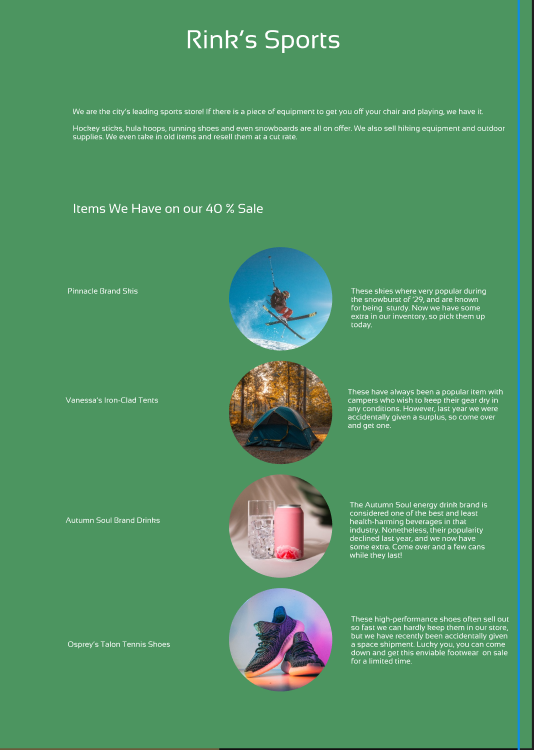 Rink's Sports
We are the city's leading sports store! If there is a piece of equipment to get you off your chair and playing, we have it.
Hockey sticks, hula hoops, running shoes and even snowboards are all on offer. We also sell hiking equipment and outdoor
supplies. We even take in old items and resell them at a cut rate.
Items We Have on our 40 % Sale
Pinnacle Brand Skis
These skies where very popular during
the snowburst of '29, and are known
for being  sturdy. Now we have some
extra in our inventory, so pick them up
today.
Vanessa's Iron-Clad Tents
These have always been a popular item with
campers who wish to keep their gear dry in
any conditions. However, last year we were
accidentally given a surplus, so come over
and get one.
Autumn Soul Brand Drinks
The Autumn Soul energy drink brand is
considered one of the best and least
health-harming beverages in that
industry. Nonetheless, their popularity
declined last year, and we now have
some extra. Come over and a few cans
while they last!
Osprey's Talon Tennis Shoes
These high-performance shoes often sell out
so fast we can hardly keep them in our store,
but we have recently been accidentally given
a space shipment. Lucky you, you can come
down and get this enviable footwear  on sale
for a limited time.